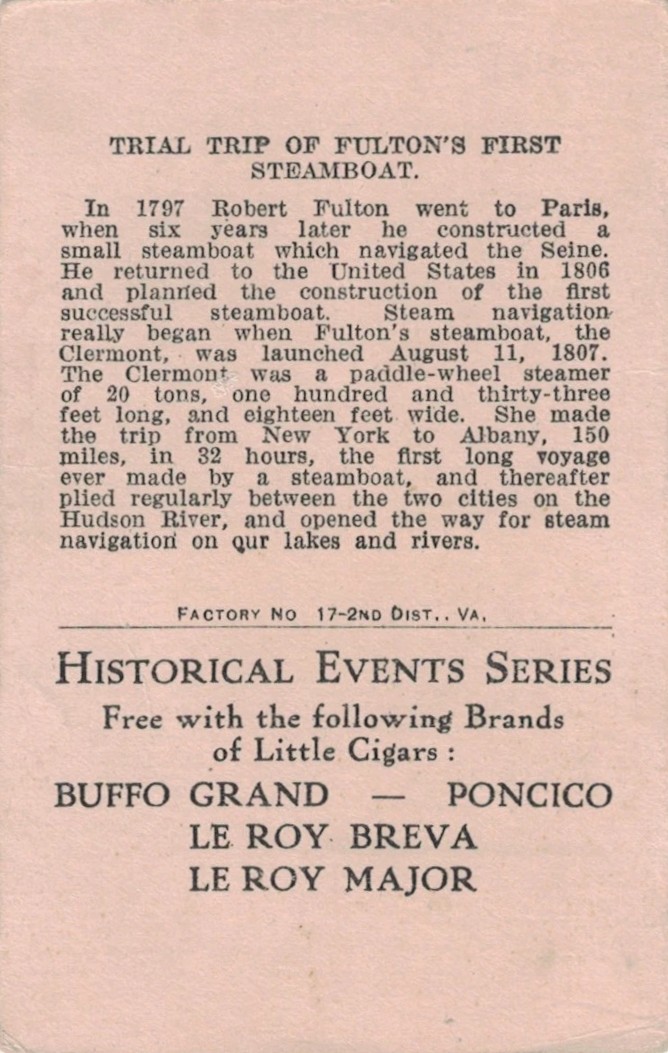 TRIAL TRIP OF FULTON'S FIRST
STEAMBOAT.
In 1797 Robert Fulton went to Paris,
when six years later he constructed a
small steamboat which navigated the Seine.
He returned to the United States in 1806
and planned the construction of the first
successful steamboat. Steam navigation
really began when Fulton's steamboat, the
Clermont, was launched August 11, 1807.
The Clermont was a paddle-wheel steamer
of 20 tons, one hundred and thirty-three
feet long, and eighteen feet wide. She made
the trip from New York to Albany, 150
miles, in 32 hours, the first long voyage
ever made by a steamboat, and thereafter
plied regularly between the two cities on the
Hudson River, and opened the way for steam
navigation on our lakes and rivers.
FACTORY NO 17-2ND DIST.. VA.
HISTORICAL EVENTS SERIES
Free with the following Brands
of Little Cigars :
BUFFO GRAND — PONCICO
LE ROY BREVA
LE ROY MAJOR